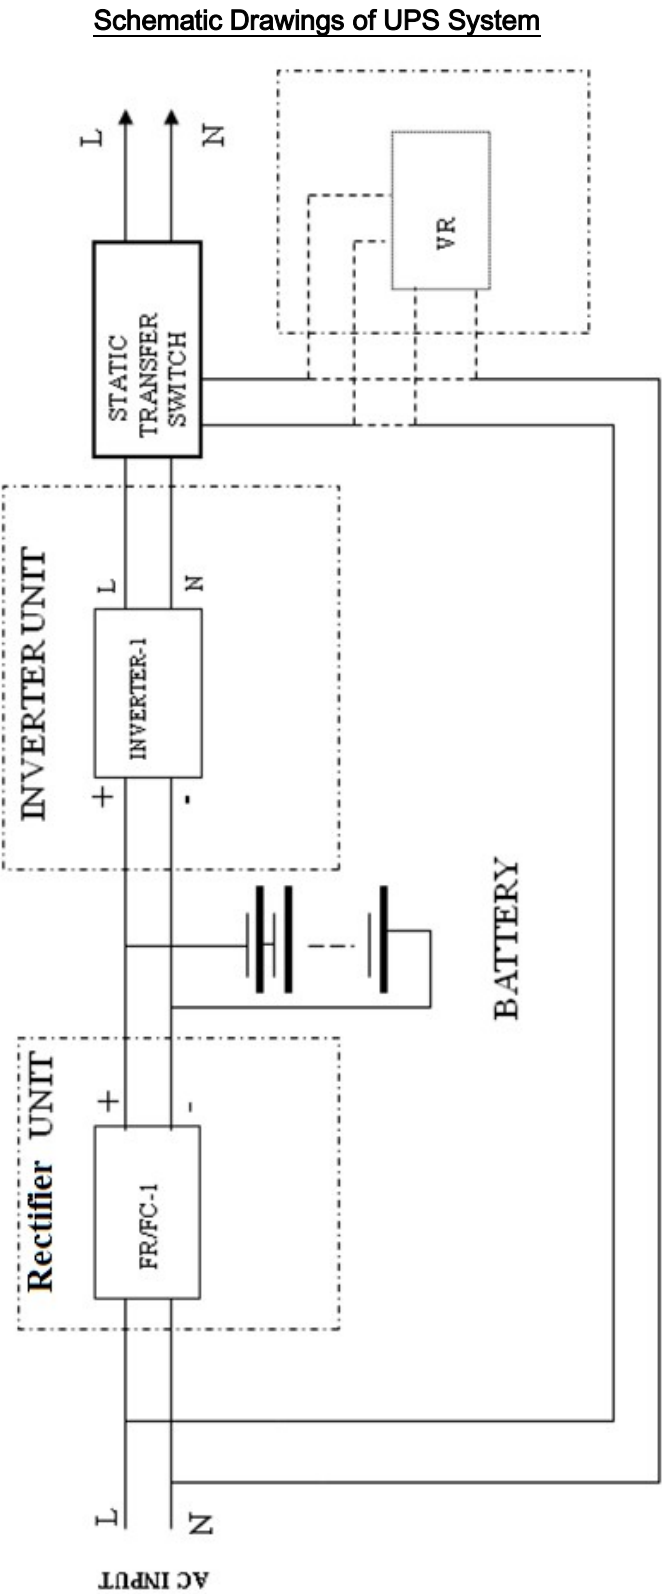 Schematic Drawings of UPS System
L
N
STATIC
TRANSFER
SWITCH
VR
INVERTER UNIT
L
N
INVERTER-1
+
-
BATTERY
Rectifier UNIT
+
-
FR/FC-1
L
N
AC INPUT